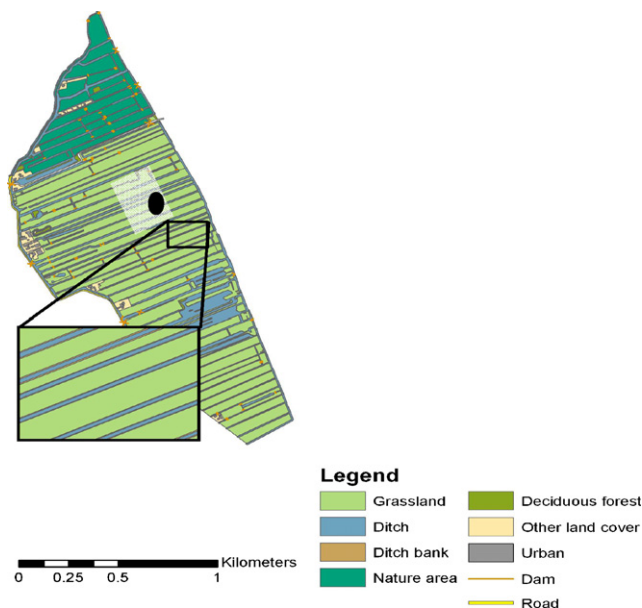 Legend
Grassland
Ditch
Ditch bank
Nature area
Deciduous forest
Other land cover
Urban
Dam
Road
Kilometers
0 0.25 0.5 1